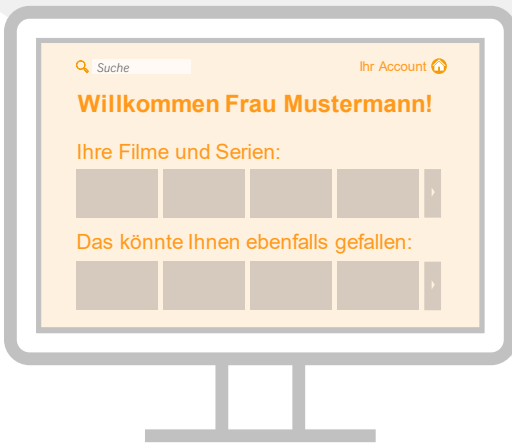 Suche
Ihr Account
Willkommen Frau Mustermann!
Ihre Filme und Serien:
Das könnte Ihnen ebenfalls gefallen: